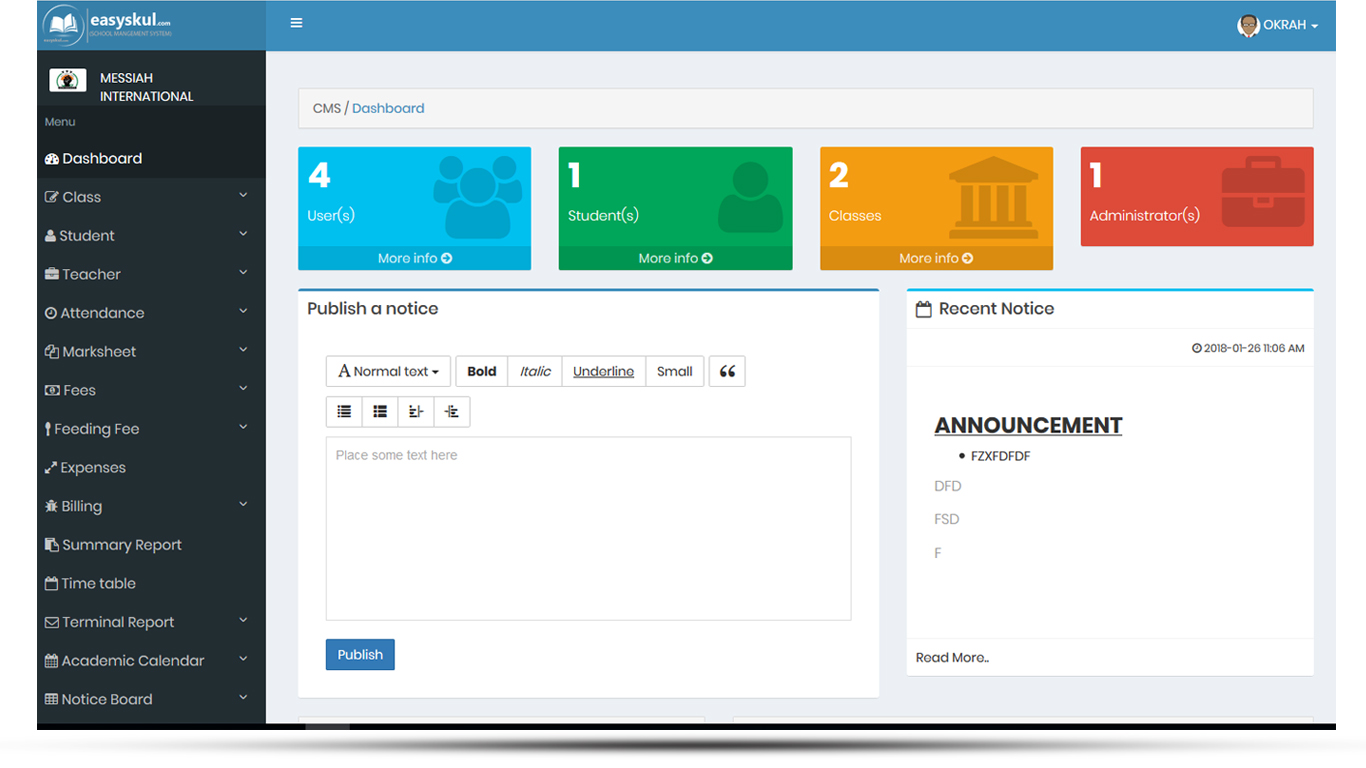 easyskul.com
(SCHOOL MANGEMENT SYSTEM)
OKRAH
MESSIAH
INTERNATIONAL
Menu
Dashboard
Class
Student
Teacher
Attendance
Marksheet
Fees
Feeding Fee
Expenses
Billing
Summary Report
Time table
Terminal Report
Academic Calendar
Notice Board
CMS / Dashboard
4
User(s)
More info
1
Student(s)
More info
2
Classes
More info
1
Administrator(s)
Publish a notice
A Normal text
Bold Italic Underline Small
Place some text here
Publish
Recent Notice
2018-01-26 11:06 AM
ANNOUNCEMENT
• FZXFDFDF
DFD
FSD
F
Read More..